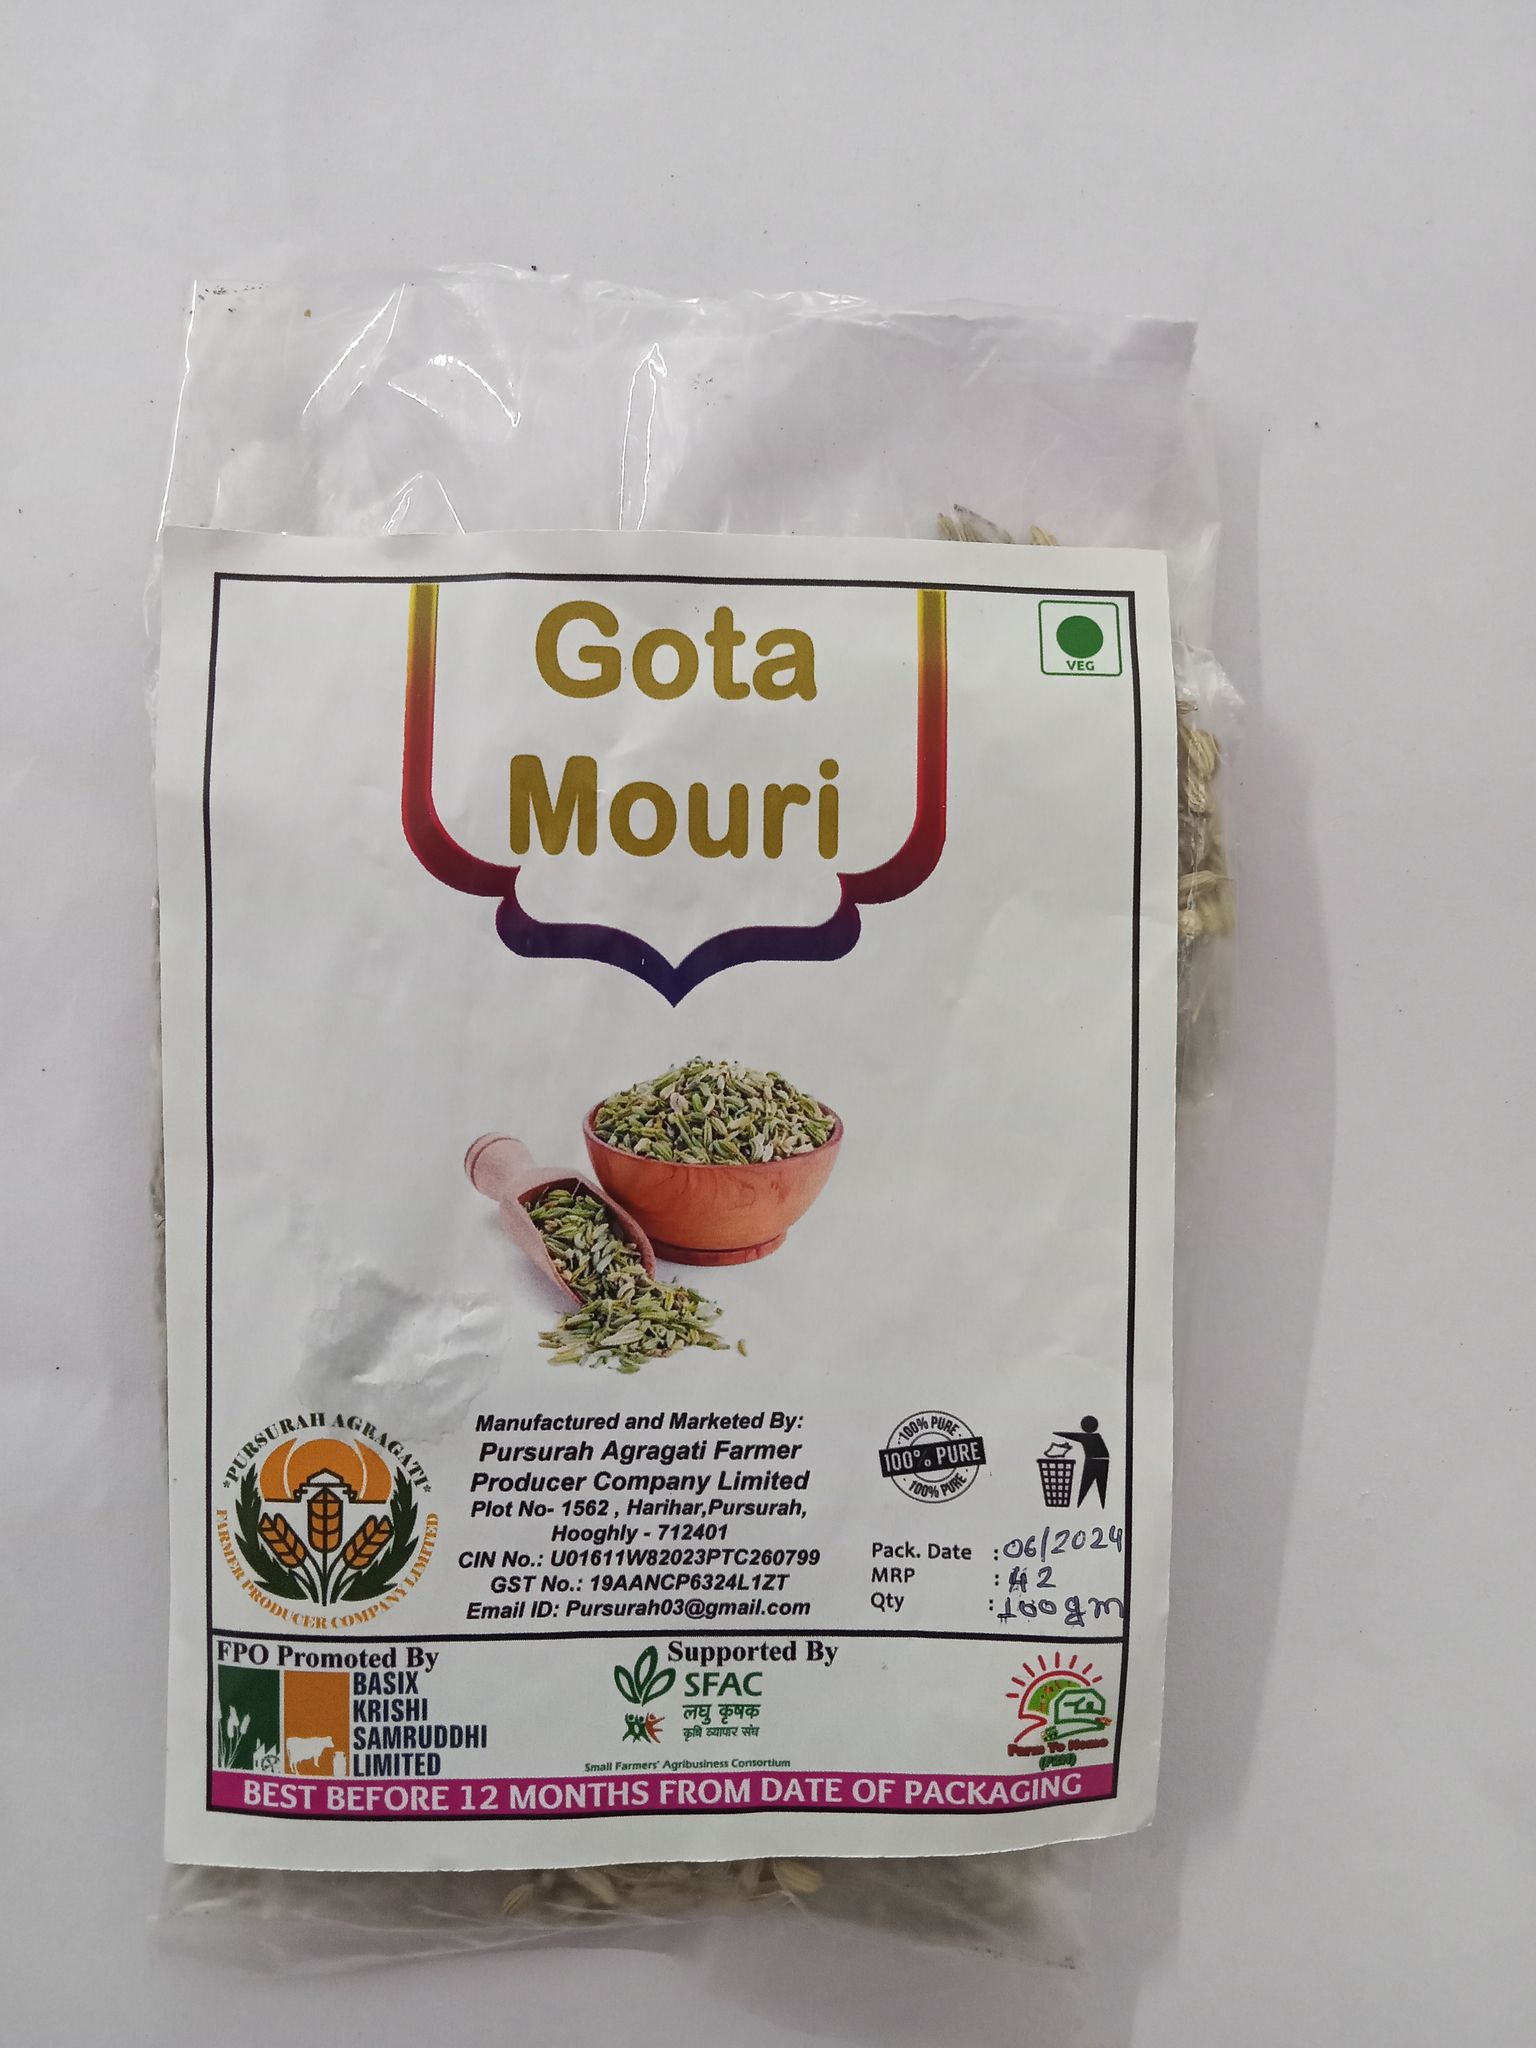 Gota
Mouri
VEG
Manufactured and Marketed By:
Pursurah Agragati Farmer
Producer Company Limited
Plot No- 1562 , Harihar,Pursurah,
Hooghly - 712401
CIN No.: U01611W82023PTC260799
GST No.: 19AANCP6324L1ZT
Email ID: Pursurah03@gmail.com
*PURSURAH AGRAGATI*
FARMER PRODUCER COMPANY LIMITED
100% PURE
100% PURE
100% PURE
Pack. Date : 06/2024
MRP : 42
Qty : 100gm
FPO Promoted By
BASIX
KRISHI
SAMRUDDHI
LIMITED
Supported By
SFAC
लघु कृषक
कृषि व्यापार संघ
Small Farmers' Agribusiness Consortium
Farm To Home
(F2H)
BEST BEFORE 12 MONTHS FROM DATE OF PACKAGING